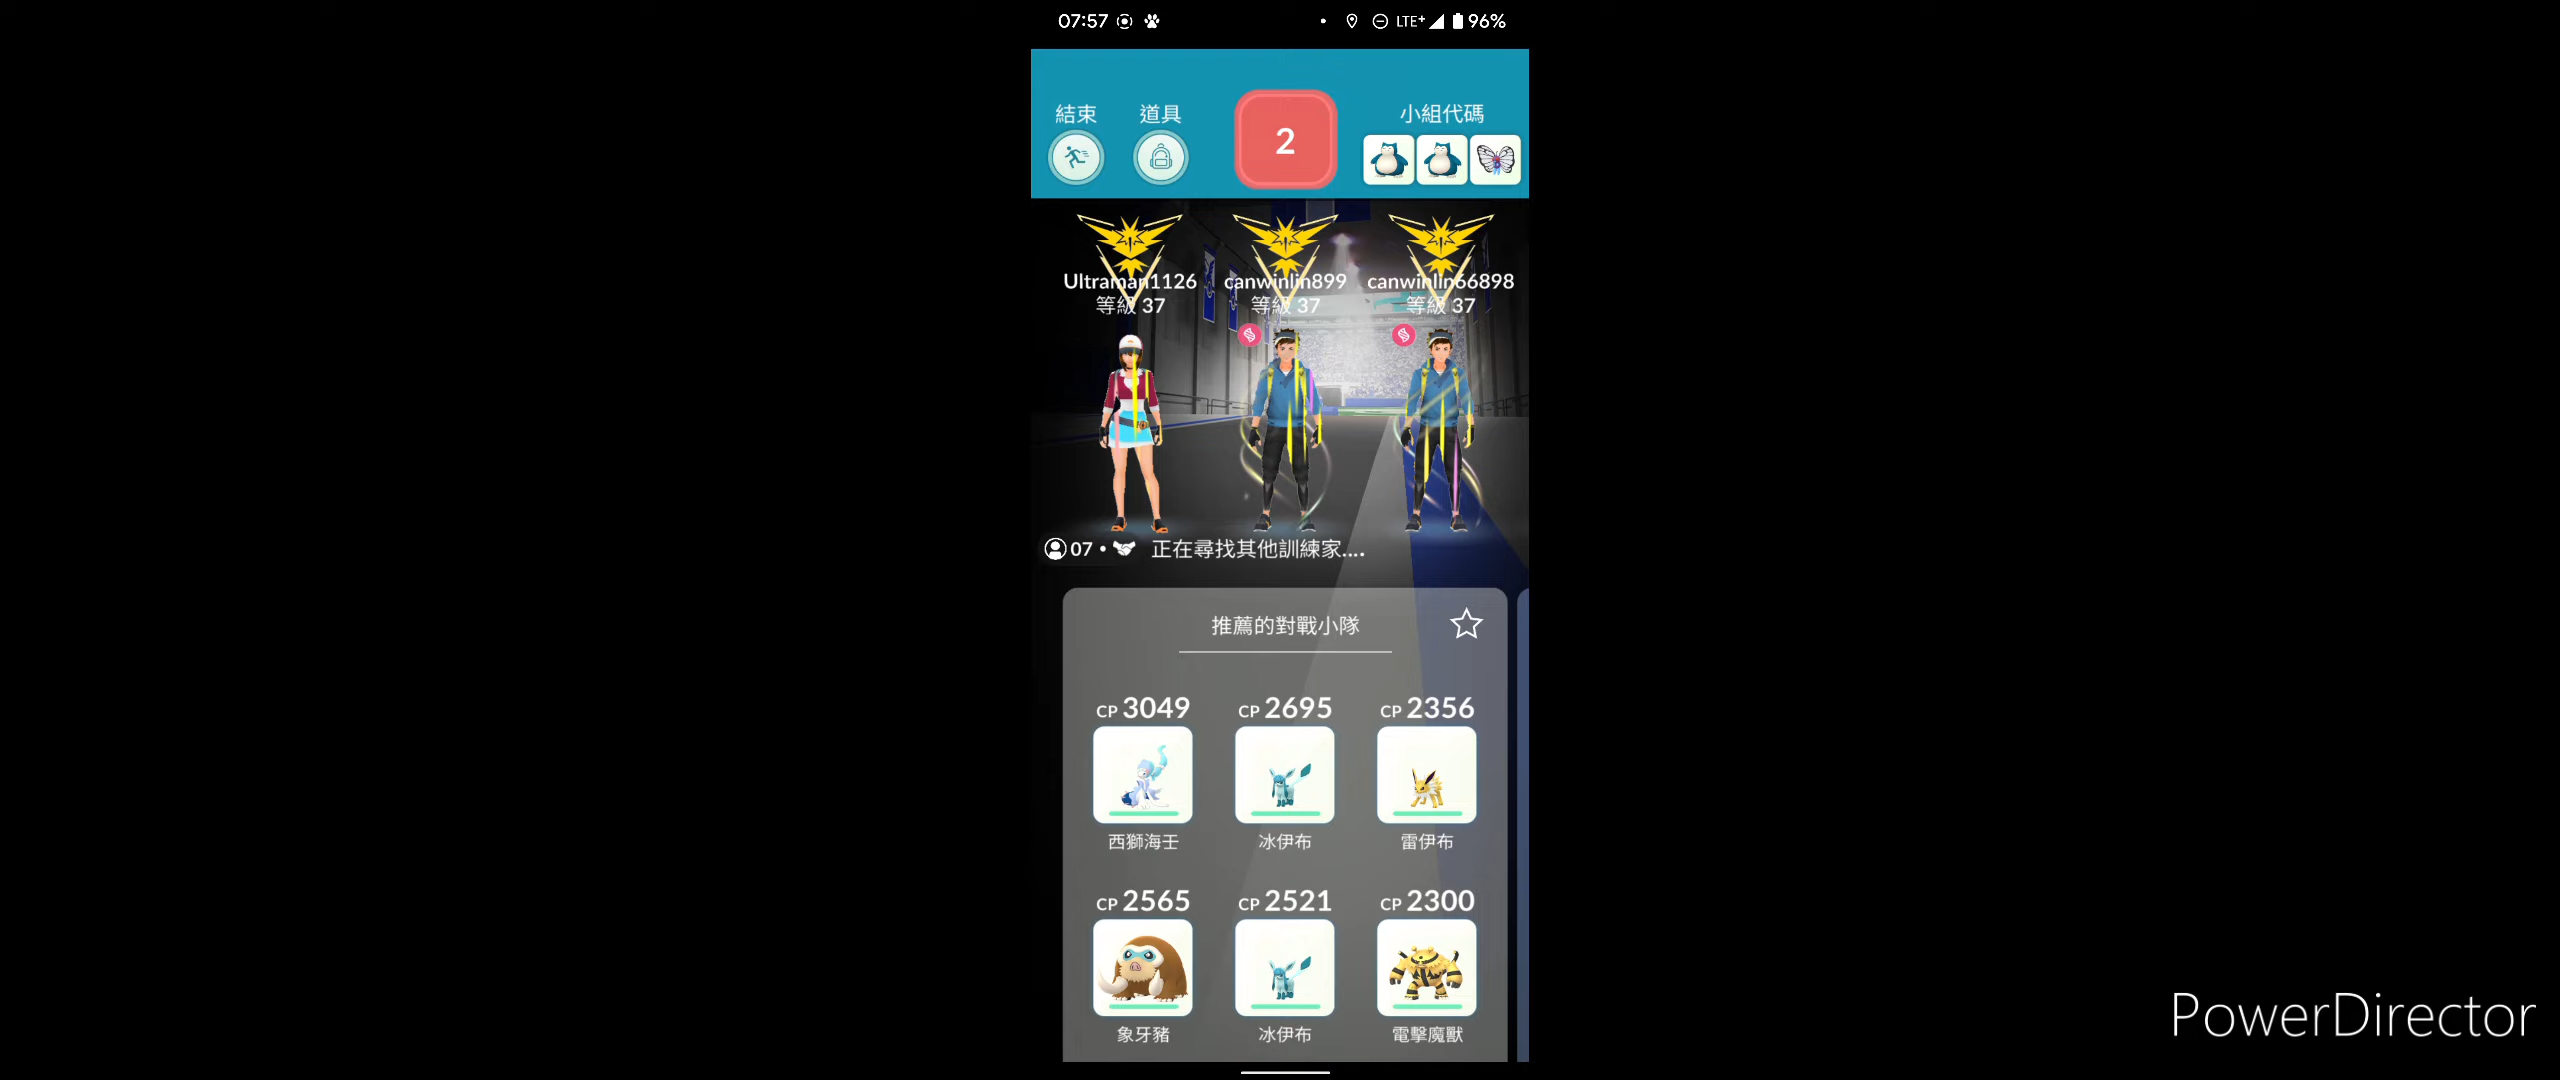 07:57
LTE+ 96%
結束
道具
2
小組代碼
Ultraman1126
等級 37
canwinlin899
等級 37
canwinlin66898
等級 37
07 • 正在尋找其他訓練家....
推薦的對戰小隊
CP 3049
CP 2695
CP 2356
西獅海壬
冰伊布
雷伊布
CP 2565
CP 2521
CP 2300
象牙豬
冰伊布
電擊魔獸
PowerDirector